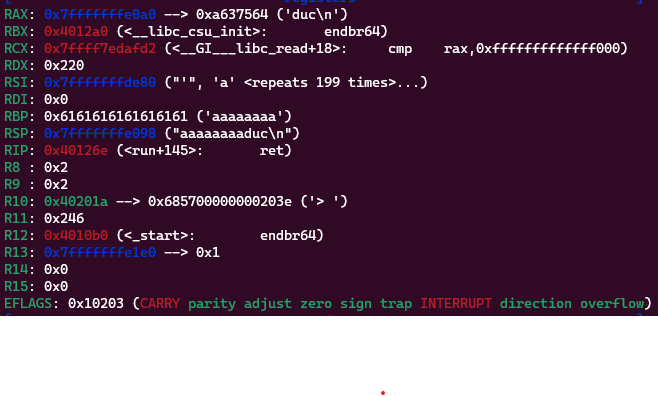 RAX: 0x7fffffffe0a0 --> 0xa637564 ('duc\n')
RBX: 0x4012a0 (<__libc_csu_init>: endbr64)
RCX: 0x7ffff7edafd2 (<__GI___libc_read+18>: cmp rax,0xfffffffffffff000)
RDX: 0x220
RSI: 0x7fffffffde80 ("'", 'a' <repeats 199 times>...)
RDI: 0x0
RBP: 0x6161616161616161 ('aaaaaaaa')
RSP: 0x7fffffffe098 ("aaaaaaaaduc\n")
RIP: 0x40126e (<run+145>: ret)
R8 : 0x2
R9 : 0x2
R10: 0x40201a --> 0x685700000000203e ('> ')
R11: 0x246
R12: 0x4010b0 (<_start>: endbr64)
R13: 0x7fffffffe1e0 --> 0x1
R14: 0x0
R15: 0x0
EFLAGS: 0x10203 (CARRY parity adjust zero sign trap INTERRUPT direction overflow)